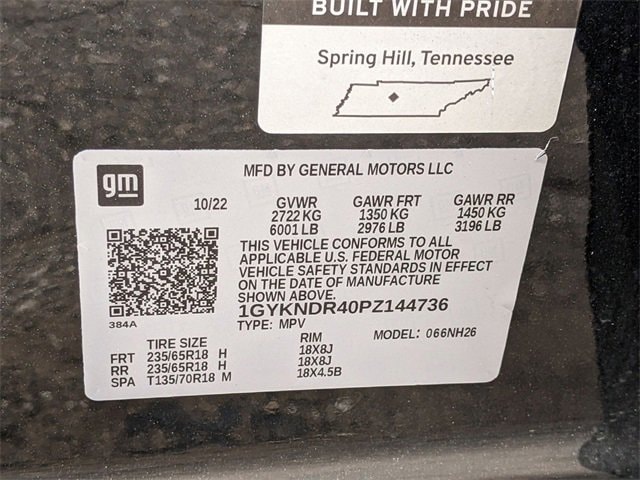 BUILT WITH PRIDE
Spring Hill, Tennessee
gm
MFD BY GENERAL MOTORS LLC
10/22 GVWR GAWR FRT GAWR RR
2722 KG 1350 KG 1450 KG
6001 LB 2976 LB 3196 LB
THIS VEHICLE CONFORMS TO ALL
APPLICABLE U.S. FEDERAL MOTOR
VEHICLE SAFETY STANDARDS IN EFFECT
ON THE DATE OF MANUFACTURE
SHOWN ABOVE.
1GYKNDR40PZ144736
384A
TYPE: MPV MODEL: 066NH26
TIRE SIZE RIM
FRT 235/65R18 H 18X8J
RR 235/65R18 H 18X8J
SPA T135/70R18 M 18X4.5B